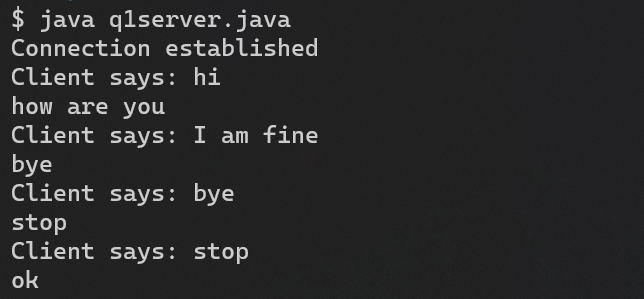 $ java q1server.java
Connection established
Client says: hi
how are you
Client says: I am fine
bye
Client says: bye
stop
Client says: stop
ok